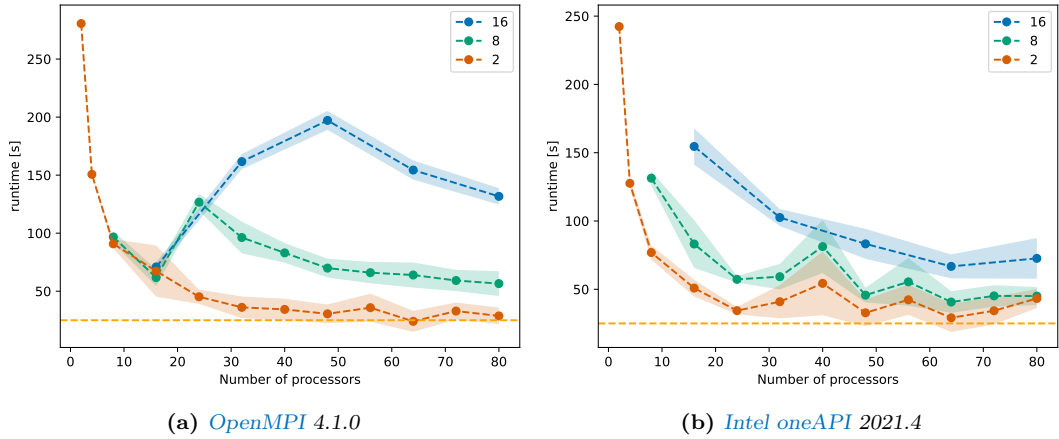 16
8
2
250
200
150
100
50
runtime [s]
0 10 20 30 40 50 60 70 80
Number of processors
(a) OpenMPI 4.1.0
16
8
2
250
200
150
100
50
runtime [s]
0 10 20 30 40 50 60 70 80
Number of processors
(b) Intel oneAPI 2021.4